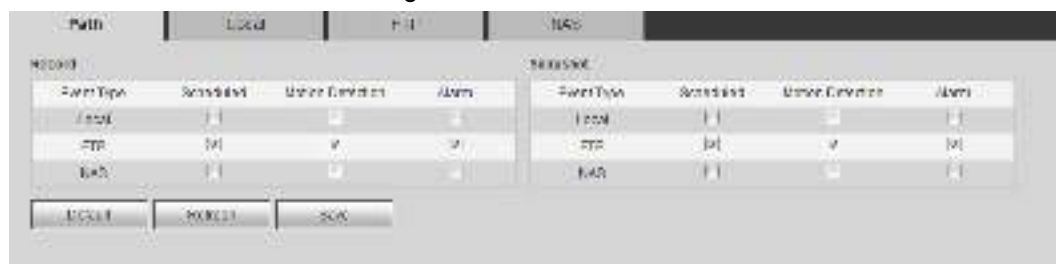 Path Local FTP NAS
Record Snapshot
Event Type Scheduled Motion Detection Alarm Event Type Scheduled Motion Detection Alarm
Local Local
FTP FTP
NAS NAS
Default Refresh Save